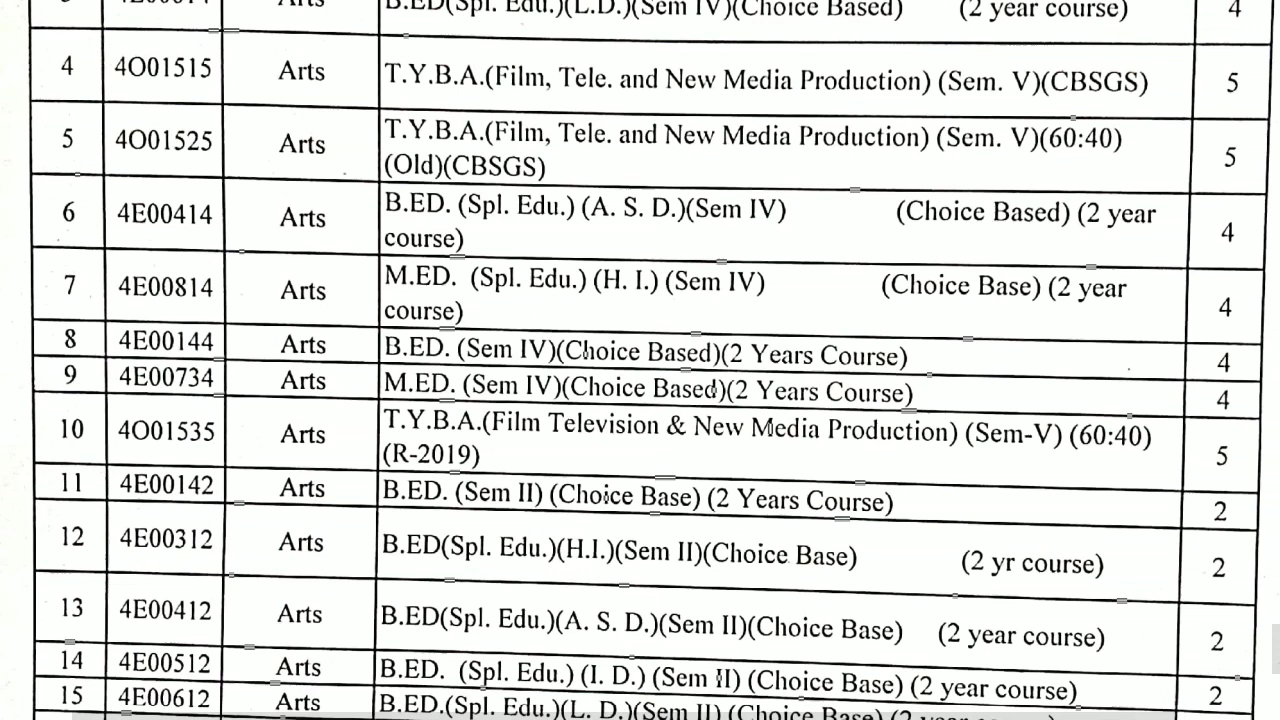 B.ED(Spl. Edu.)(L.D.)(Sem IV)(Choice Based) (2 year course) 4
4 4O01515 Arts T.Y.B.A.(Film, Tele. and New Media Production) (Sem. V)(CBSGS) 5
5 4O01525 Arts T.Y.B.A.(Film, Tele. and New Media Production) (Sem. V)(60:40)
(Old)(CBSGS) 5
6 4E00414 Arts B.ED. (Spl. Edu.) (A. S. D.)(Sem IV) (Choice Based) (2 year
course) 4
7 4E00814 Arts M.ED. (Spl. Edu.) (H. I.) (Sem IV) (Choice Base) (2 year
course) 4
8 4E00144 Arts B.ED. (Sem IV)(Choice Based)(2 Years Course) 4
9 4E00734 Arts M.ED. (Sem IV)(Choice Based)(2 Years Course) 4
10 4O01535 Arts T.Y.B.A.(Film Television & New Media Production) (Sem-V) (60:40)
(R-2019) 5
11 4E00142 Arts B.ED. (Sem II) (Choice Base) (2 Years Course) 2
12 4E00312 Arts B.ED(Spl. Edu.)(H.I.)(Sem II)(Choice Base) (2 yr course) 2
13 4E00412 Arts B.ED(Spl. Edu.)(A. S. D.)(Sem II)(Choice Base) (2 year course) 2
14 4E00512 Arts B.ED. (Spl. Edu.) (I. D.) (Sem II) (Choice Base) (2 year course) 2
15 4E00612 Arts B.ED.(Spl.Edu.)(L. D.)(Sem II) (Choice Base)